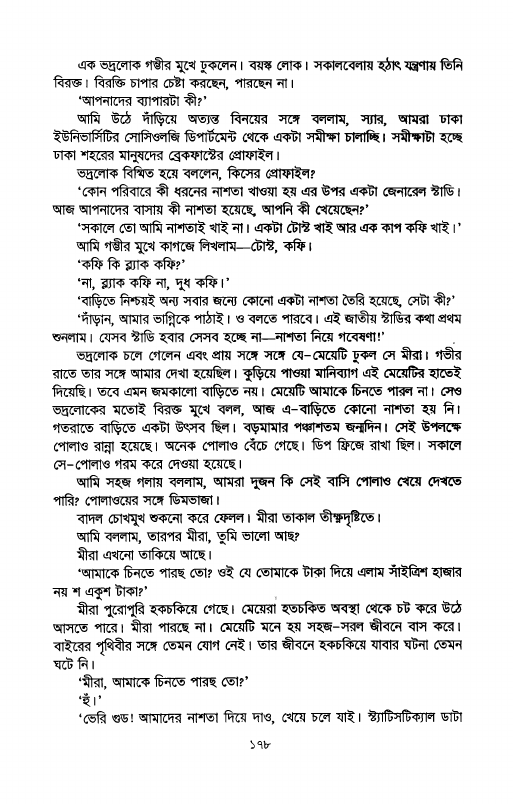 এক ভদ্রলোক গম্ভীর মুখে ঢুকলেন। বয়স্ক লোক। সকালবেলায় হঠাৎ যন্ত্রণায় তিনি
বিরক্ত। বিরক্তি চাপার চেষ্টা করছেন, পারছেন না।
‘আপনাদের ব্যাপারটা কী?’
আমি উঠে দাঁড়িয়ে অত্যন্ত বিনয়ের সঙ্গে বললাম, স্যার, আমরা ঢাকা
ইউনিভার্সিটির সোসিওলজি ডিপার্টমেন্ট থেকে একটা সমীক্ষা চালাচ্ছি। সমীক্ষাটা হচ্ছে
ঢাকা শহরের মানুষদের ব্রেকফাস্টের প্রোফাইল।
ভদ্রলোক বিস্মিত হয়ে বললেন, কিসের প্রোফাইল?
‘কোন পরিবারে কী ধরনের নাশতা খাওয়া হয় এর উপর একটা জেনারেল স্টাডি।
আজ আপনাদের বাসায় কী নাশতা হয়েছে, আপনি কী খেয়েছেন?’
‘সকালে তো আমি নাশতাই খাই না। একটা টোস্ট খাই আর এক কাপ কফি খাই।’
আমি গম্ভীর মুখে কাগজে লিখলাম—টোস্ট, কফি।
‘কফি কি ব্ল্যাক কফি?’
‘না, ব্ল্যাক কফি না, দুধ কফি।’
‘বাড়িতে নিশ্চয়ই অন্য সবার জন্যে কোনো একটা নাশতা তৈরি হয়েছে, সেটা কী?’
‘দাঁড়ান, আমার ভাগ্নিকে পাঠাই। ও বলতে পারবে। এই জাতীয় স্টাডির কথা প্রথম
শুনলাম। যেসব স্টাডি হবার সেসব হচ্ছে না—নাশতা নিয়ে গবেষণা!’
ভদ্রলোক চলে গেলেন এবং প্রায় সঙ্গে সঙ্গে যে-মেয়েটি ঢুকল সে মীরা। গভীর
রাতে তার সঙ্গে আমার দেখা হয়েছিল। কুড়িয়ে পাওয়া মানিব্যাগ এই মেয়েটির হাতেই
দিয়েছি। তবে এমন জমকালো বাড়িতে নয়। মেয়েটি আমাকে চিনতে পারল না। সেও
ভদ্রলোকের মতোই বিরক্ত মুখে বলল, আজ এ-বাড়িতে কোনো নাশতা হয় নি।
গতরাতে বাড়িতে একটা উৎসব ছিল। বড়মামার পঞ্চাশতম জন্মদিন। সেই উপলক্ষে
পোলাও রান্না হয়েছে। অনেক পোলাও বেঁচে গেছে। ডিপ ফ্রিজে রাখা ছিল। সকালে
সে-পোলাও গরম করে দেওয়া হয়েছে।
আমি সহজ গলায় বললাম, আমরা দুজন কি সেই বাসি পোলাও খেয়ে দেখতে
পারি? পোলাওয়ের সঙ্গে ডিমভাজা।
বাদল চোখমুখ শুকনো করে ফেলল। মীরা তাকাল তীক্ষ্ণদৃষ্টিতে।
আমি বললাম, তারপর মীরা, তুমি ভালো আছ?
মীরা এখনো তাকিয়ে আছে।
‘আমাকে চিনতে পারছ তো? ওই যে তোমাকে টাকা দিয়ে এলাম সাঁইত্রিশ হাজার
নয় শ একুশ টাকা?’
মীরা পুরোপুরি হকচকিয়ে গেছে। মেয়েরা হতচকিত অবস্থা থেকে চট করে উঠে
আসতে পারে। মীরা পারছে না। মেয়েটি মনে হয় সহজ-সরল জীবনে বাস করে।
বাইরের পৃথিবীর সঙ্গে তেমন যোগ নেই। তার জীবনে হকচকিয়ে যাবার ঘটনা তেমন
ঘটে নি।
‘মীরা, আমাকে চিনতে পারছ তো?’
‘হুঁ।’
‘ভেরি গুড! আমাদের নাশতা দিয়ে দাও, খেয়ে চলে যাই। স্ট্যাটিসটিক্যাল ডাটা
১৭৮